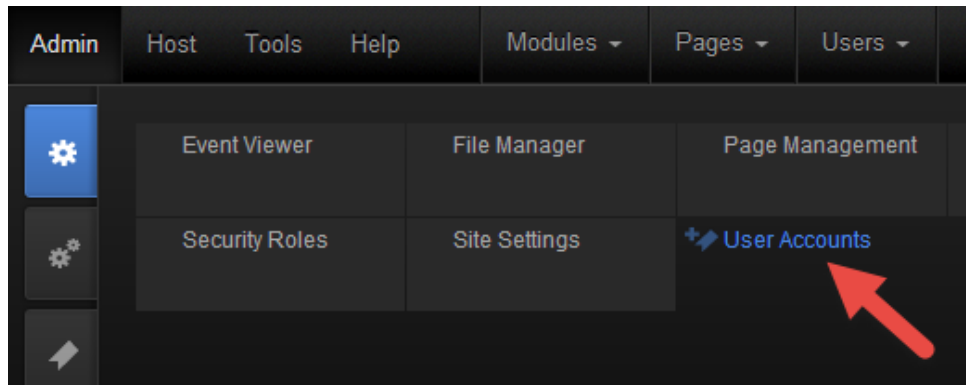 Admin Host Tools Help Modules Pages Users
Event Viewer File Manager Page Management
Security Roles Site Settings User Accounts